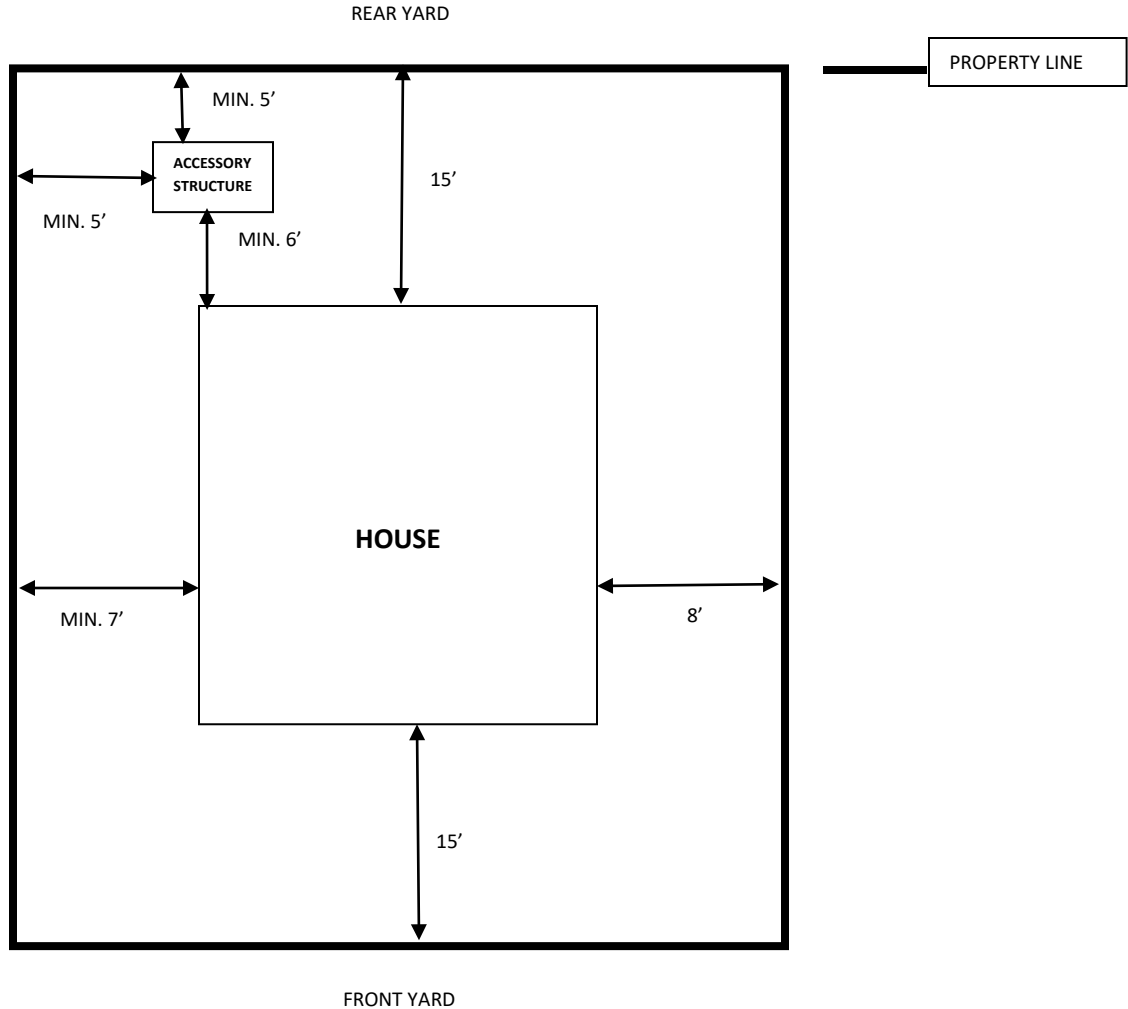 REAR YARD
PROPERTY LINE
MIN. 5’
ACCESSORY
STRUCTURE
15’
MIN. 5’
MIN. 6’
HOUSE
MIN. 7’
8’
15’
FRONT YARD